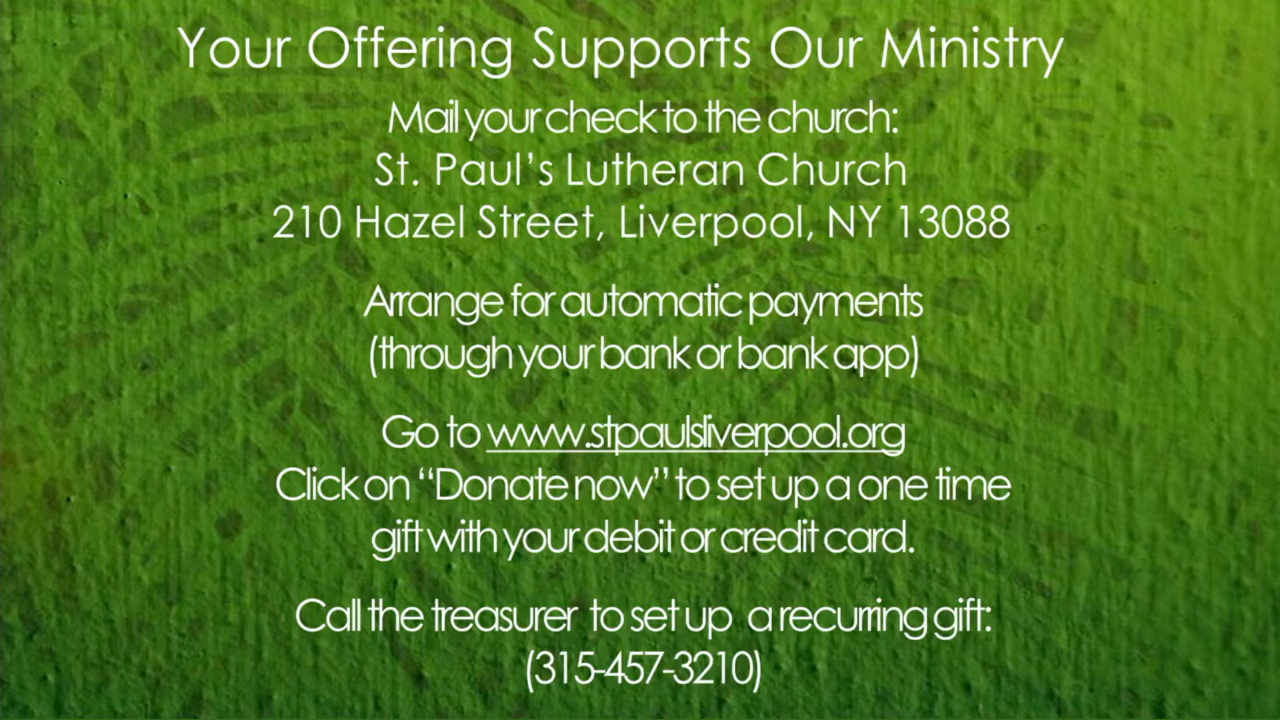 Your Offering Supports Our Ministry
Mail your check to the church:
St. Paul's Lutheran Church
210 Hazel Street, Liverpool, NY 13088
Arrange for automatic payments
(through your bank or bank app)
Go to www.stpaulsliverpool.org
Click on “Donate now” to set up a one time
gift with your debit or credit card.
Call the treasurer to set up a recurring gift:
(315-457-3210)